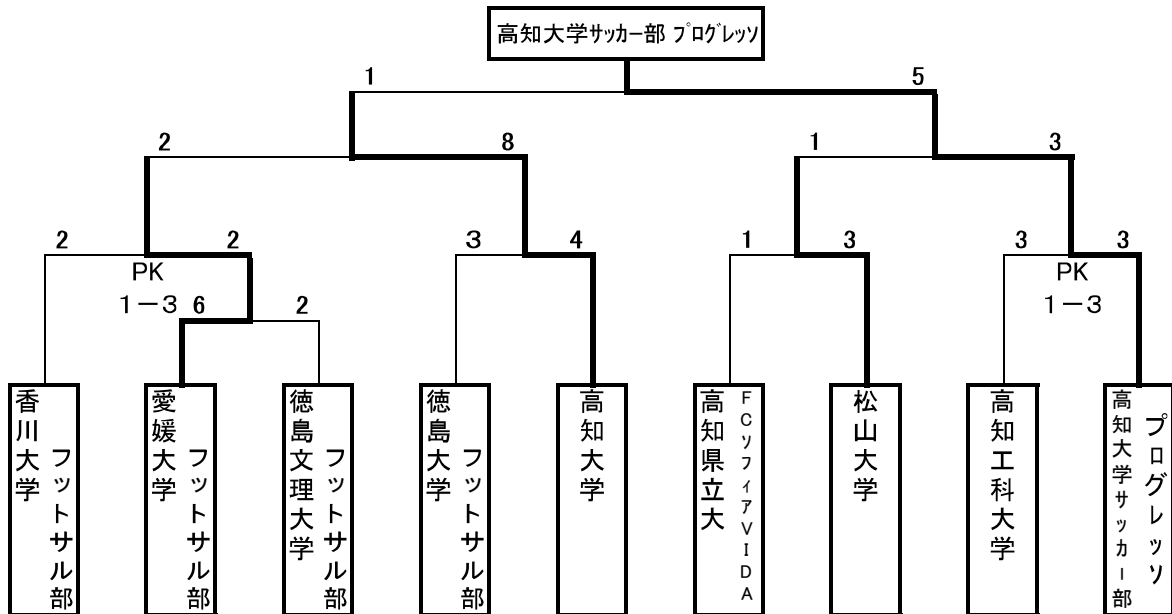 高知大学サッカー部 プログレッソ
1
5
2
8
1
3
2
2
3
4
1
3
3
3
PK
1－3
PK
1－3
6
2
香川大学
フットサル部
愛媛大学
フットサル部
徳島文理大学
フットサル部
徳島大学
フットサル部
高知大学
高知県立大
FCソフィアVIDA
松山大学
高知工科大学
高知大学サッカー部
プログレッソ